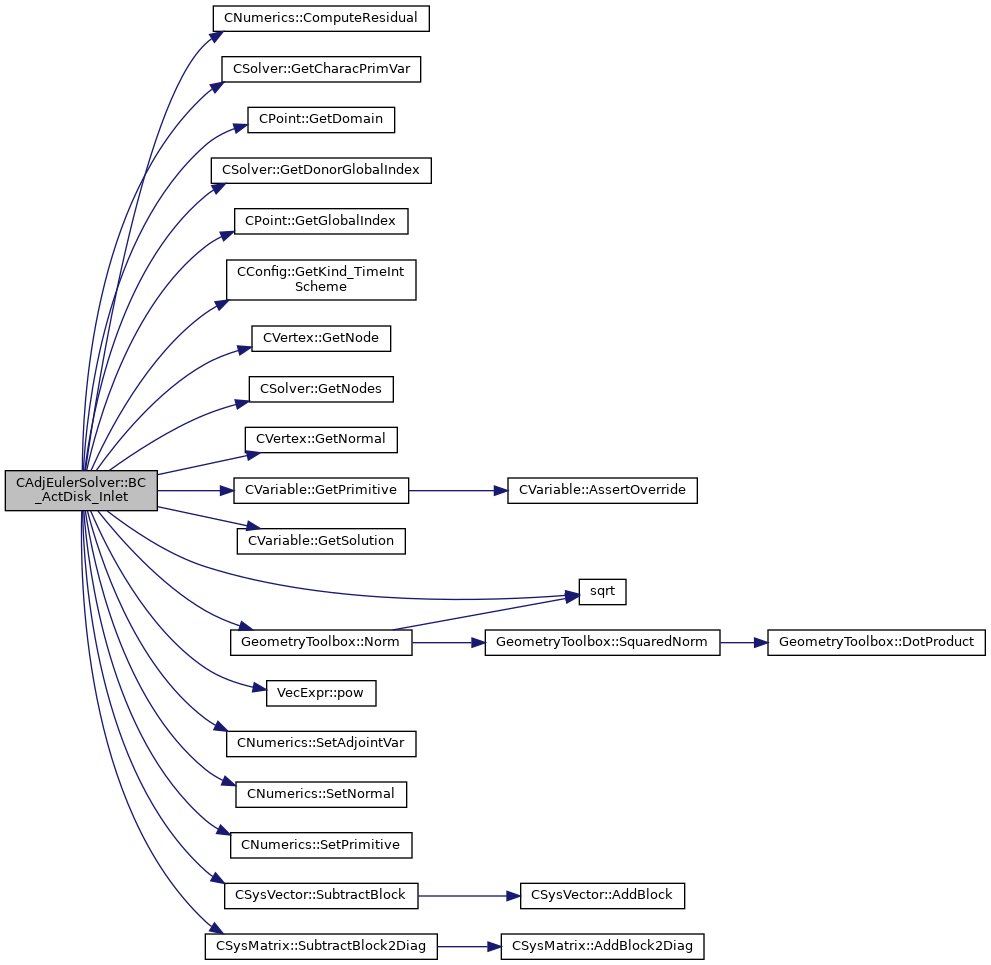 CNumerics::ComputeResidual
CSolver::GetCharacPrimVar
CPoint::GetDomain
CSolver::GetDonorGlobalIndex
CPoint::GetGlobalIndex
CConfig::GetKind_TimeInt
Scheme
CVertex::GetNode
CSolver::GetNodes
CVertex::GetNormal
CAdjEulerSolver::BC
_ActDisk_Inlet
CVariable::GetPrimitive
CVariable::AssertOverride
CVariable::GetSolution
sqrt
GeometryToolbox::Norm
GeometryToolbox::SquaredNorm
GeometryToolbox::DotProduct
VecExpr::pow
CNumerics::SetAdjointVar
CNumerics::SetNormal
CNumerics::SetPrimitive
CSysVector::SubtractBlock
CSysVector::AddBlock
CSysMatrix::SubtractBlock2Diag
CSysMatrix::AddBlock2Diag